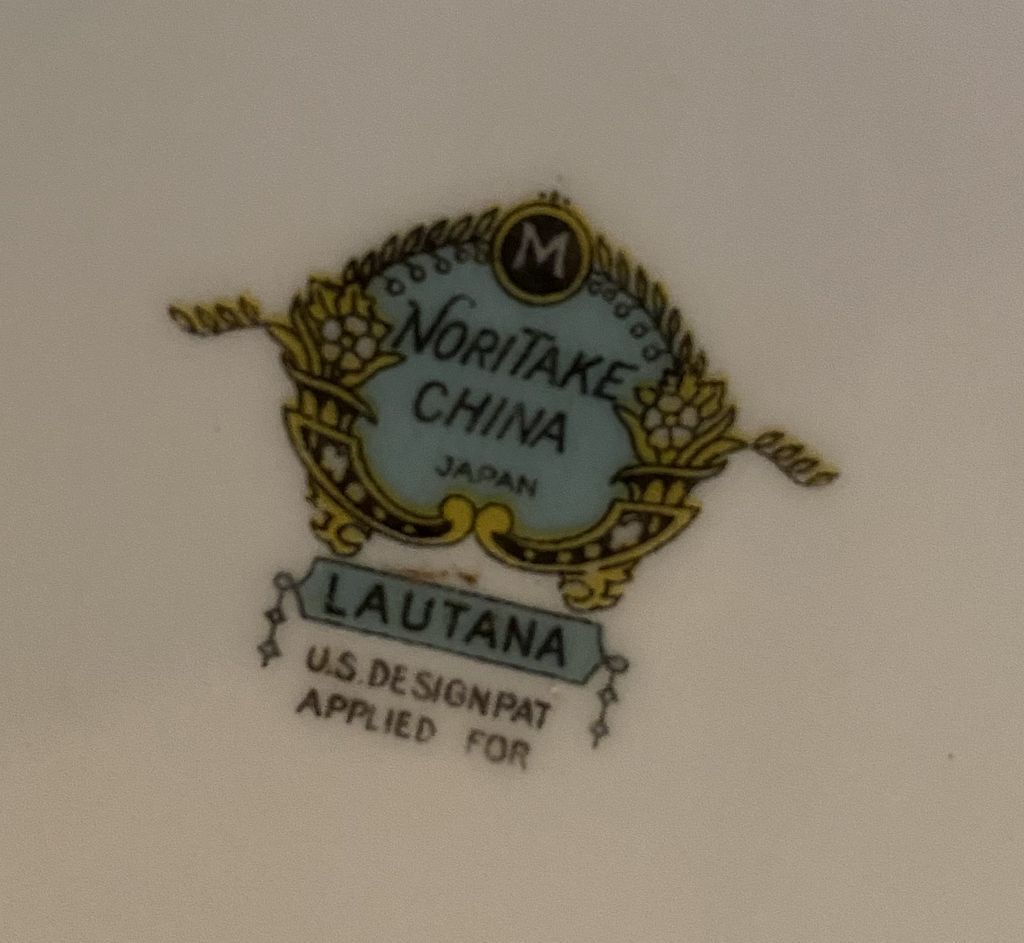 M
NORITAKE
CHINA
JAPAN
LAUTANA
U.S. DESIGN PAT
APPLIED FOR